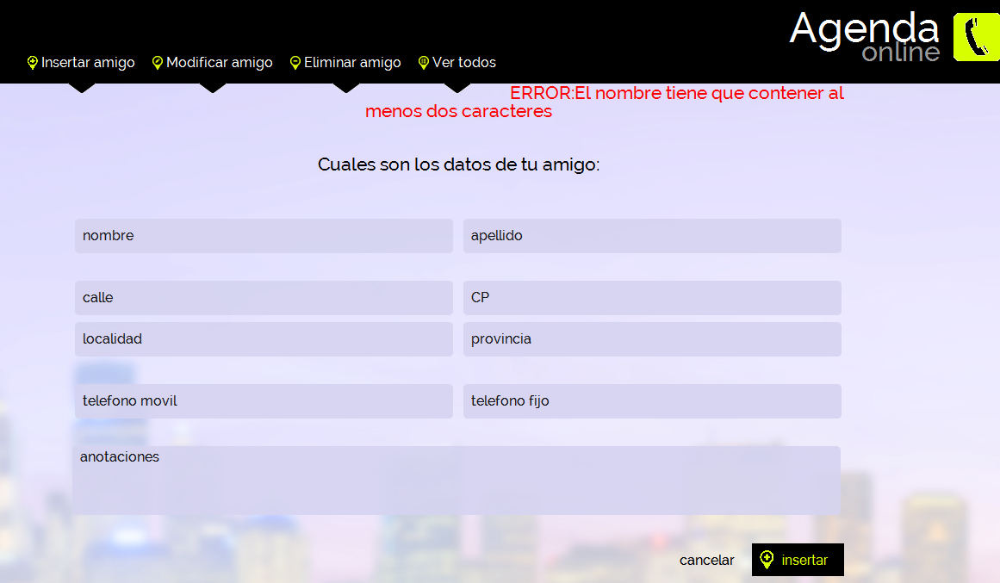 Agenda
online
Insertar amigo Modificar amigo Eliminar amigo Ver todos
ERROR:El nombre tiene que contener al
menos dos caracteres
Cuales son los datos de tu amigo:
nombre apellido
calle CP
localidad provincia
telefono movil telefono fijo
anotaciones
cancelar insertar